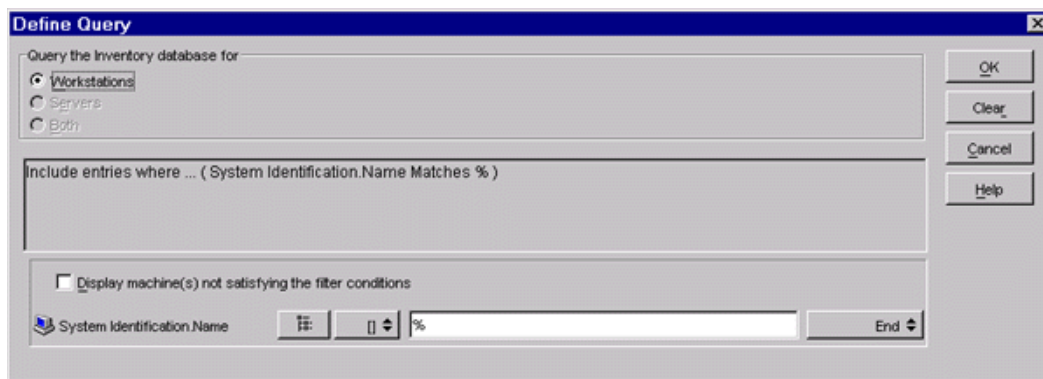 Define Query
Query the Inventory database for
Workstations
Servers
Both
OK
Clear
Cancel
Help
Include entries where ... ( System Identification.Name Matches % )
Display machine(s) not satisfying the filter conditions
System Identification.Name [] % End